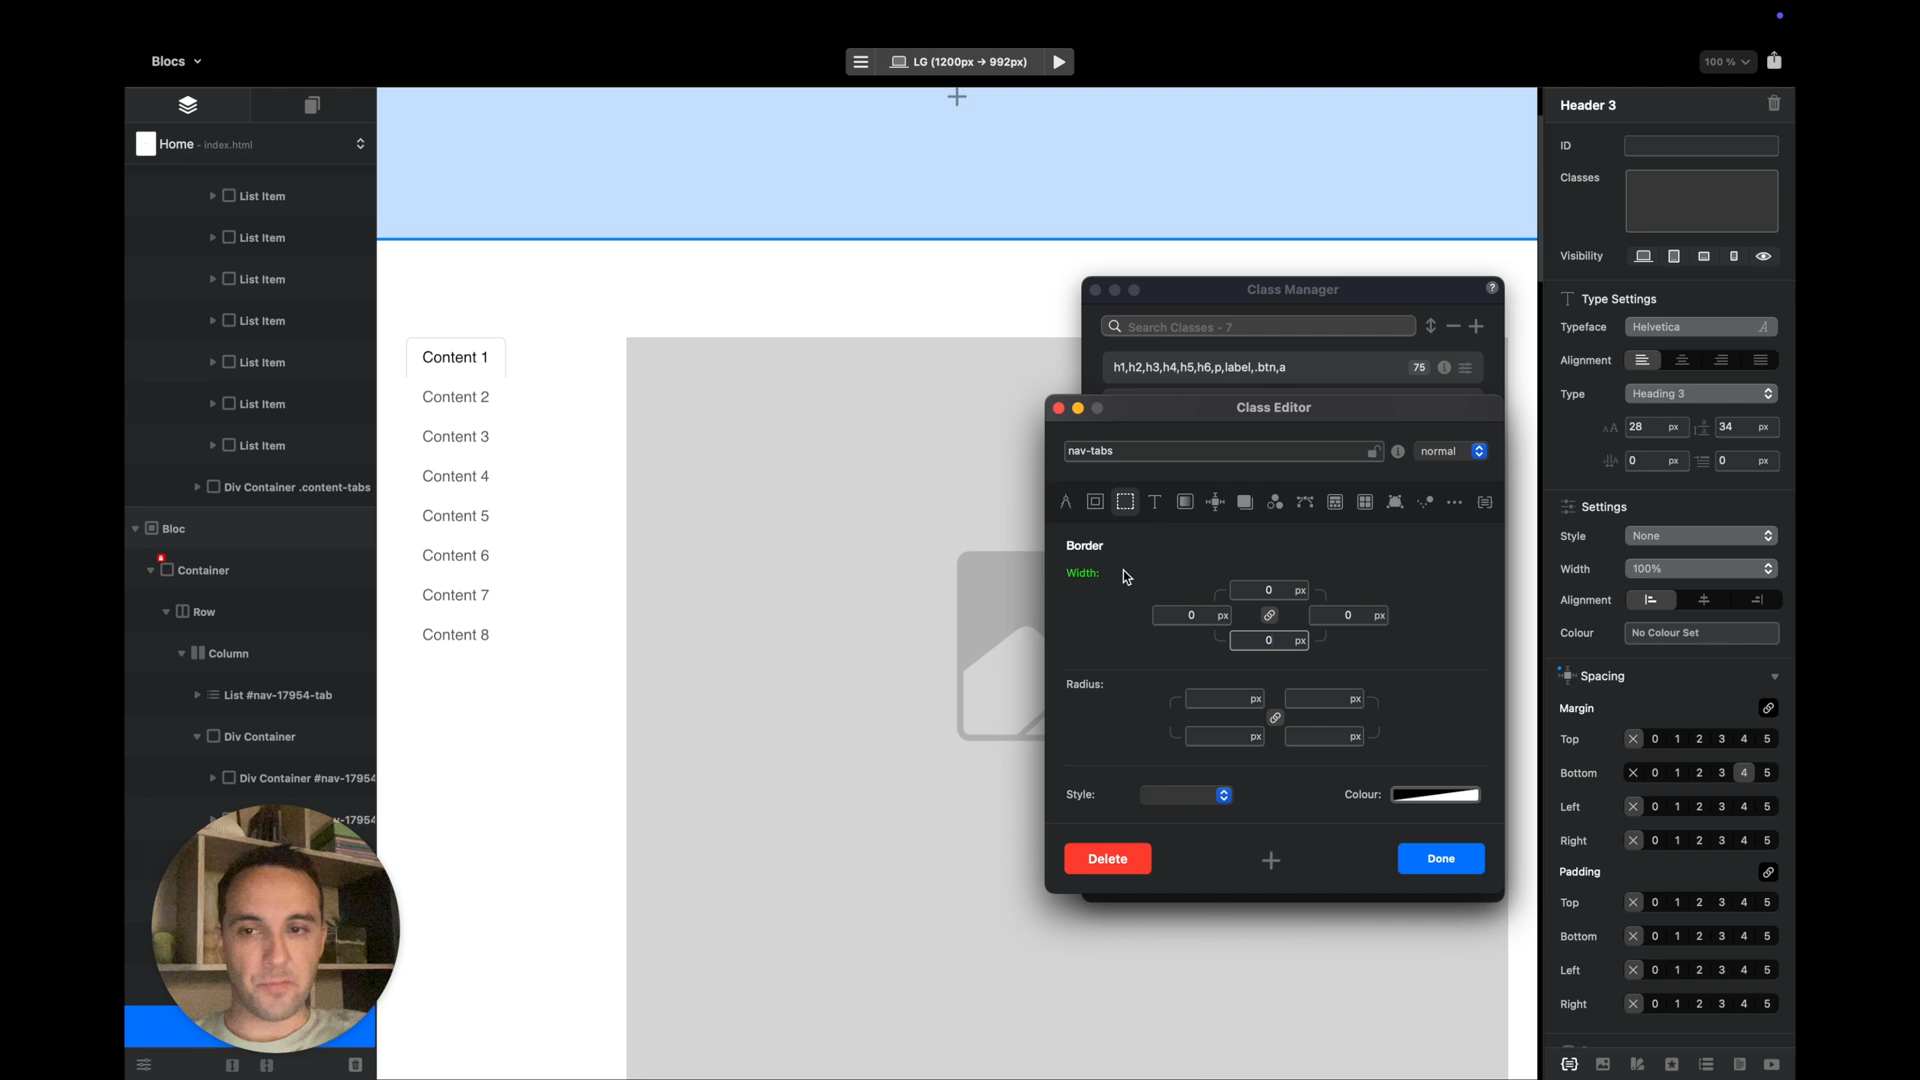 Blocs
LG (1200px → 992px)
100 %
Home - index.html
List Item
List Item
List Item
List Item
List Item
List Item
List Item
Div Container .content-tabs
Bloc
Container
Row
Column
List #nav-17954-tab
Div Container
Div Container #nav-17954
v-17954
Content 1
Content 2
Content 3
Content 4
Content 5
Content 6
Content 7
Content 8
Class Manager
?
Search Classes - 7
h1,h2,h3,h4,h5,h6,p,label,.btn,a
75
Class Editor
nav-tabs
normal
Border
Width:
0 px
0 px
0 px
0 px
Radius:
px
px
px
px
Style:
Colour:
Delete
Done
Header 3
ID
Classes
Visibility
Type Settings
Typeface Helvetica
Alignment
Type Heading 3
28 px 34 px
0 px 0 px
Settings
Style None
Width 100%
Alignment
Colour No Colour Set
Spacing
Margin
Top 0 1 2 3 4 5
Bottom 0 1 2 3 4 5
Left 0 1 2 3 4 5
Right 0 1 2 3 4 5
Padding
Top 0 1 2 3 4 5
Bottom 0 1 2 3 4 5
Left 0 1 2 3 4 5
Right 0 1 2 3 4 5